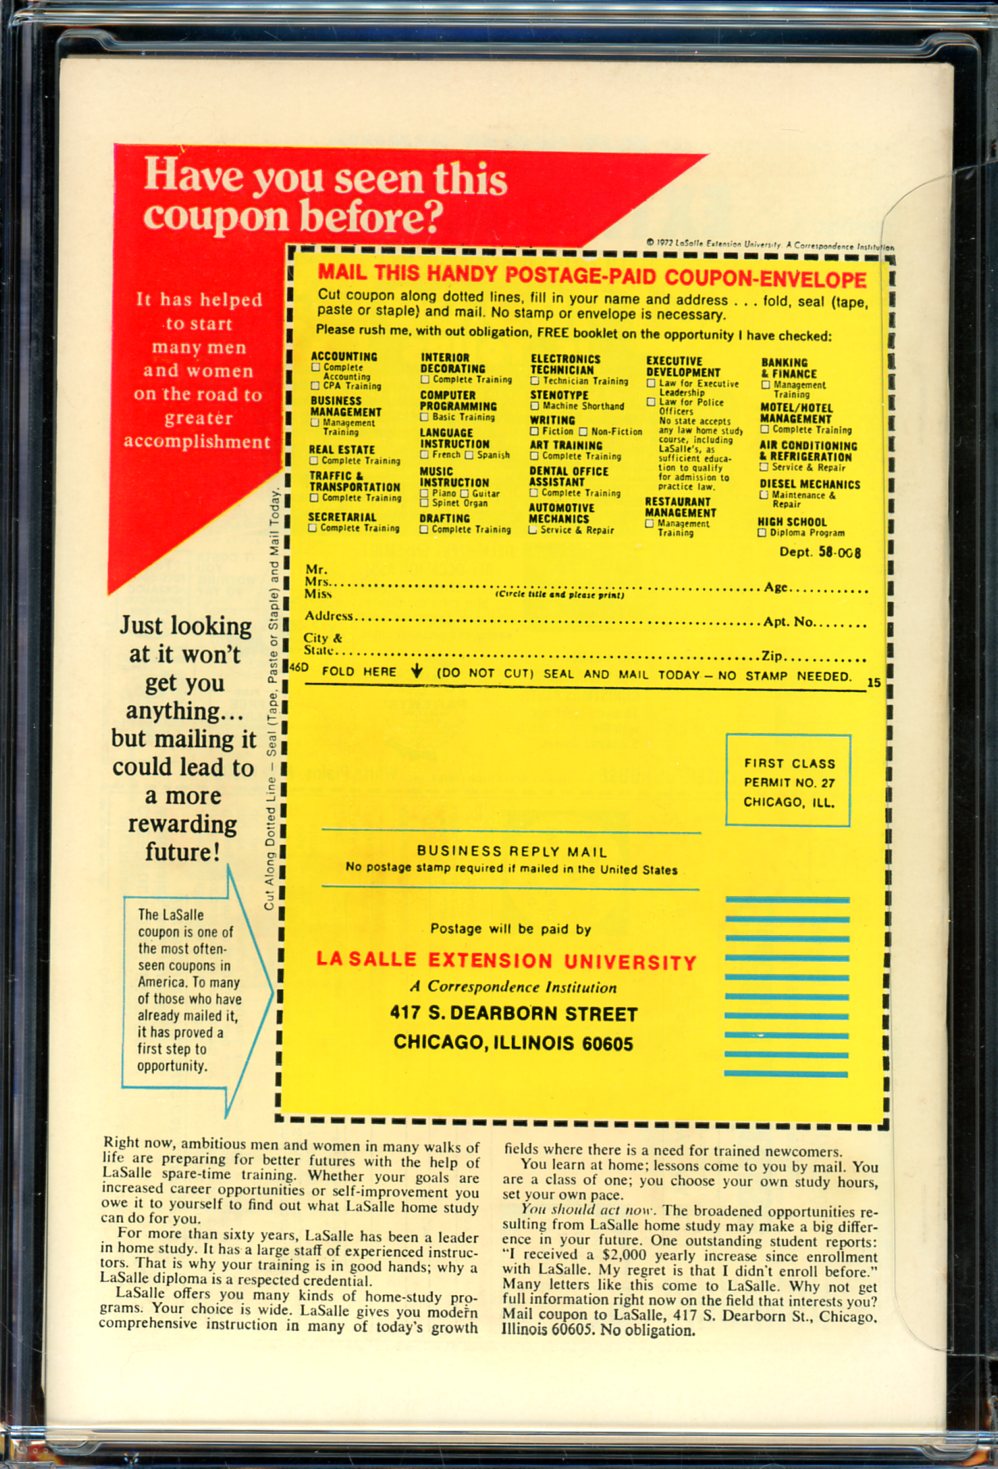 Have you seen this
coupon before?
It has helped
to start
many men
and women
on the road to
greater
accomplishment
Just looking
at it won't
get you
anything...
but mailing it
could lead to
a more
rewarding
future!
The LaSalle
coupon is one of
the most often-
seen coupons in
America. To many
of those who have
already mailed it,
it has proved a
first step to
opportunity.
Cut Along Dotted Line — Seal (Tape, Paste or Staple) and Mail Today.
© 1972 LaSalle Extension University. A Correspondence Institution
MAIL THIS HANDY POSTAGE-PAID COUPON-ENVELOPE
Cut coupon along dotted lines, fill in your name and address . . . fold, seal (tape,
paste or staple) and mail. No stamp or envelope is necessary.
Please rush me, with out obligation, FREE booklet on the opportunity I have checked:
ACCOUNTING
Complete
Accounting
CPA Training
BUSINESS
MANAGEMENT
Management
Training
REAL ESTATE
Complete Training
TRAFFIC &
TRANSPORTATION
Complete Training
SECRETARIAL
Complete Training
INTERIOR
DECORATING
Complete Training
COMPUTER
PROGRAMMING
Basic Training
LANGUAGE
INSTRUCTION
French Spanish
MUSIC
INSTRUCTION
Piano Guitar
Spinet Organ
DRAFTING
Complete Training
ELECTRONICS
TECHNICIAN
Technician Training
STENOTYPE
Machine Shorthand
WRITING
Fiction Non-Fiction
ART TRAINING
Complete Training
DENTAL OFFICE
ASSISTANT
Complete Training
AUTOMOTIVE
MECHANICS
Service & Repair
EXECUTIVE
DEVELOPMENT
Law for Executive
Leadership
Law for Police
Officers
No state accepts
any law home study
course, including
LaSalle's, as
sufficient educa-
tion to qualify
for admission to
practice law.
RESTAURANT
MANAGEMENT
Management
Training
BANKING
& FINANCE
Management
Training
MOTEL/HOTEL
MANAGEMENT
Complete Training
AIR CONDITIONING
& REFRIGERATION
Service & Repair
DIESEL MECHANICS
Maintenance &
Repair
HIGH SCHOOL
Diploma Program
Dept. 58-008
Mr.
Mrs. Age
Miss (Circle title and please print)
Address Apt. No.
City &
State Zip
46D FOLD HERE (DO NOT CUT) SEAL AND MAIL TODAY — NO STAMP NEEDED. 15
FIRST CLASS
PERMIT NO. 27
CHICAGO, ILL.
BUSINESS REPLY MAIL
No postage stamp required if mailed in the United States
Postage will be paid by
LA SALLE EXTENSION UNIVERSITY
A Correspondence Institution
417 S. DEARBORN STREET
CHICAGO, ILLINOIS 60605
Right now, ambitious men and women in many walks of
life are preparing for better futures with the help of
LaSalle spare-time training. Whether your goals are
increased career opportunities or self-improvement you
owe it to yourself to find out what LaSalle home study
can do for you.
For more than sixty years, LaSalle has been a leader
in home study. It has a large staff of experienced instruc-
tors. That is why your training is in good hands; why a
LaSalle diploma is a respected credential.
LaSalle offers you many kinds of home-study pro-
grams. Your choice is wide. LaSalle gives you modern
comprehensive instruction in many of today's growth
fields where there is a need for trained newcomers.
You learn at home; lessons come to you by mail. You
are a class of one; you choose your own study hours,
set your own pace.
You should act now. The broadened opportunities re-
sulting from LaSalle home study may make a big differ-
ence in your future. One outstanding student reports:
"I received a $2,000 yearly increase since enrollment
with LaSalle. My regret is that I didn't enroll before."
Many letters like this come to LaSalle. Why not get
full information right now on the field that interests you?
Mail coupon to LaSalle, 417 S. Dearborn St., Chicago,
Illinois 60605. No obligation.